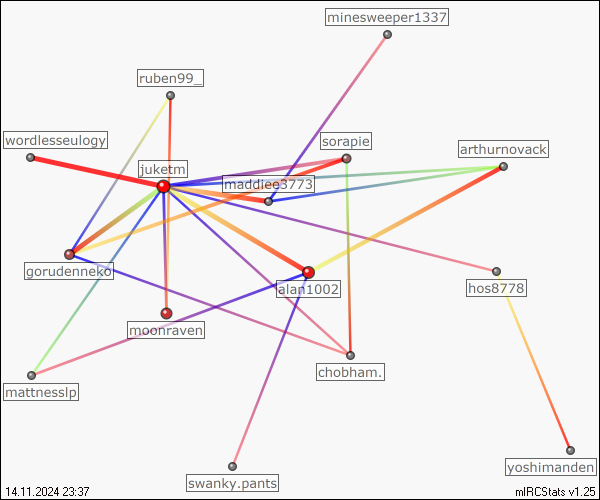 minesweeper1337
ruben99_
wordlesseulogy
sorapie
arthurnovack
juketm
maddie3773
gorudenneko
alan1002
hos8778
moonraven
chobham.
mattnesslp
swanky.pants
yoshimanden
14.11.2024 23:37
mIRCStats v1.25